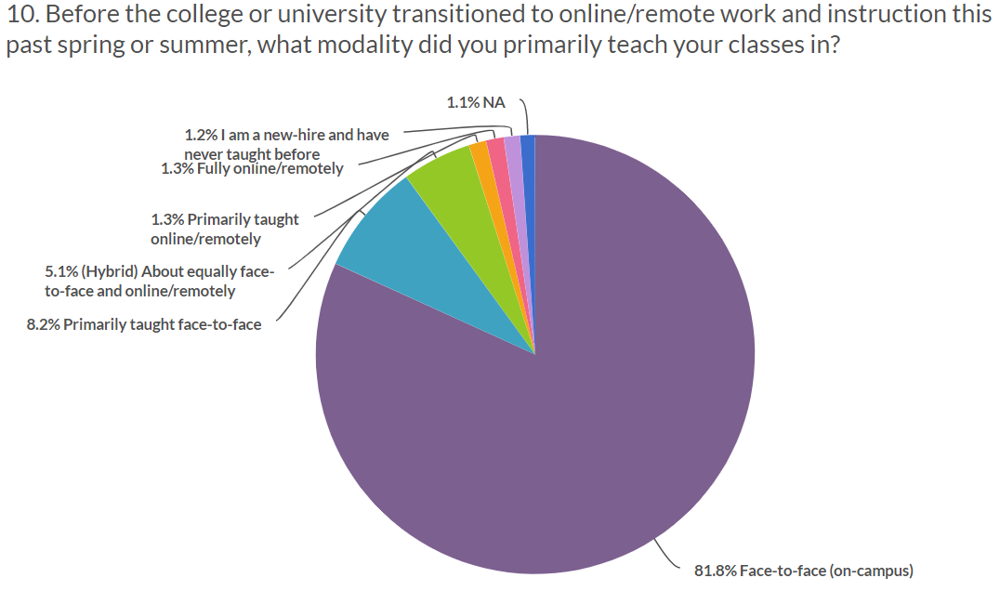 10. Before the college or university transitioned to online/remote work and instruction this
past spring or summer, what modality did you primarily teach your classes in?
1.1% NA
1.2% I am a new-hire and have
never taught before
1.3% Fully online/remotely
1.3% Primarily taught
online/remotely
5.1% (Hybrid) About equally face-
to-face and online/remotely
8.2% Primarily taught face-to-face
81.8% Face-to-face (on-campus)